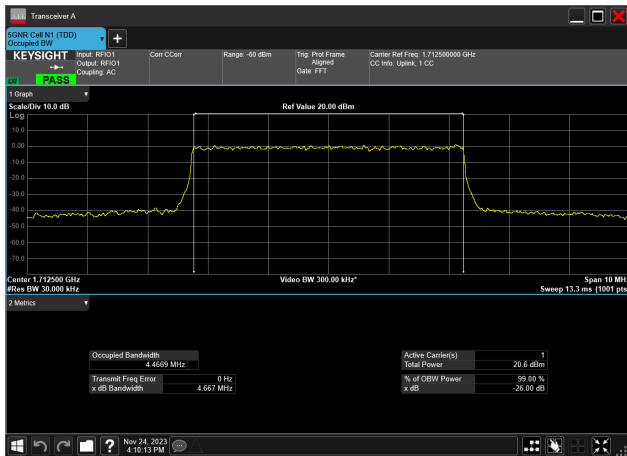 Transceiver A
5GNR Cell N1 (TDD)
Occupied BW
KEYSIGHT
LXI
PASS
Input: RFIO1
Output: RFIO1
Coupling: AC
Corr CCorr
Range: -60 dBm
Trig: Prot Frame
Aligned
Gate: FFT
Carrier Ref Freq: 1.712500000 GHz
CC Info: Uplink, 1 CC
1 Graph
Scale/Div 10.0 dB
Ref Value 20.00 dBm
Log
10.0
0.00
-10.0
-20.0
-30.0
-40.0
-50.0
-60.0
-70.0
Center 1.712500 GHz
Video BW 300.00 kHz*
Span 10 MH
#Res BW 30.000 kHz
Sweep 13.3 ms (1001 pts
2 Metrics
Occupied Bandwidth
4.4669 MHz
Transmit Freq Error 0 Hz
x dB Bandwidth 4.667 MHz
Active Carrier(s) 1
Total Power 20.6 dBm
% of OBW Power 99.00 %
x dB -26.00 dB
Nov 24, 2023
4:10:13 PM